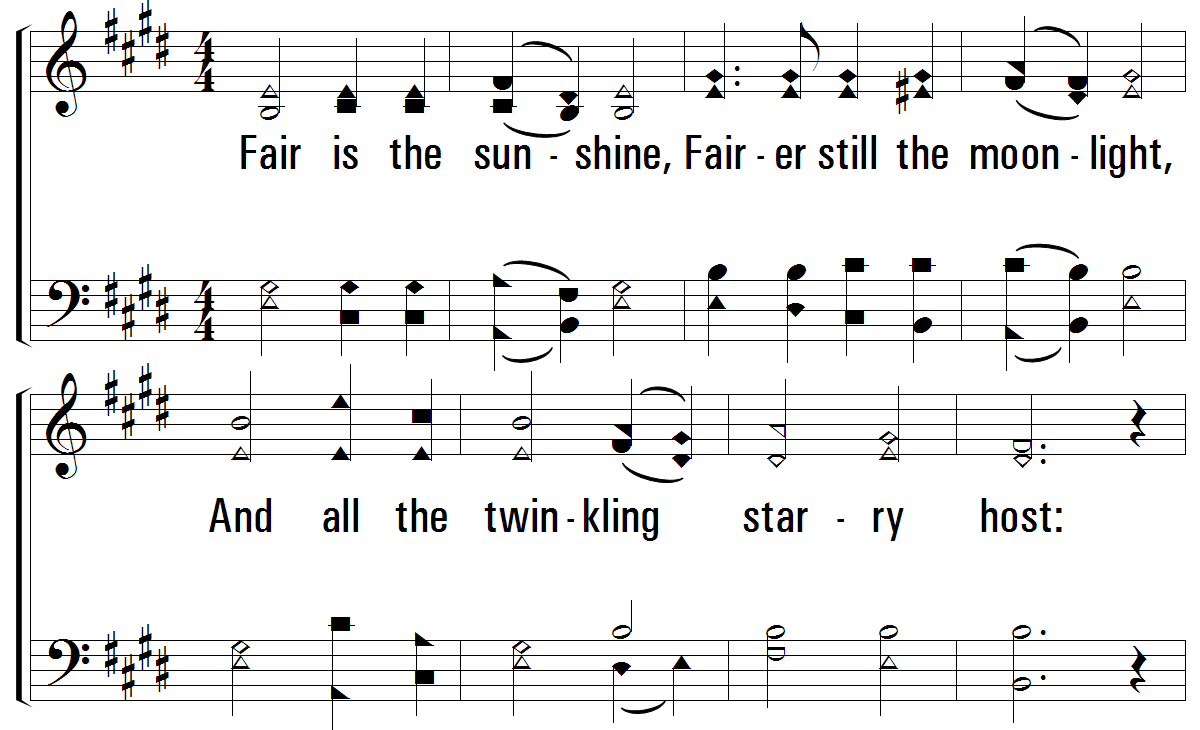 Fair is the sun - shine, Fair - er still the moon - light,
And all the twin - kling star - ry host: